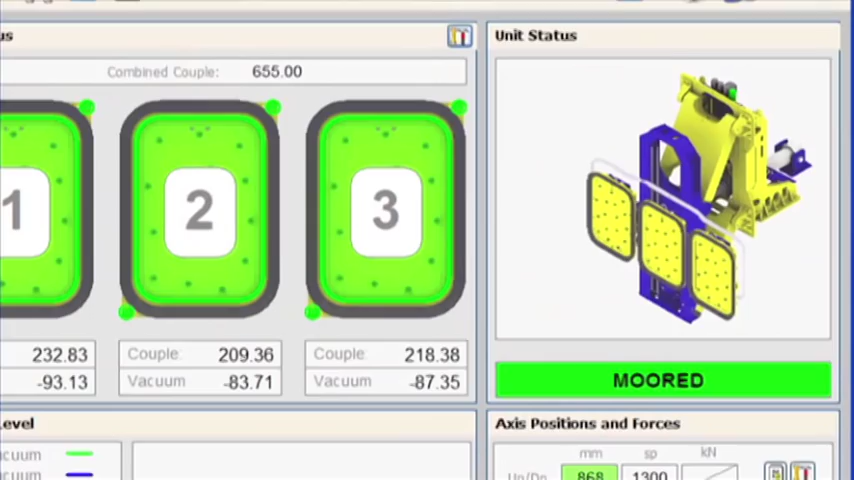 us
Unit Status
Combined Couple: 655.00
1
2
3
232.83
Couple: 209.36
Couple: 218.38
-93.13
Vacuum -83.71
Vacuum -87.35
MOORED
Level
Axis Positions and Forces
mm sp kN
acuum
acuum
Up/Dn 868 1300